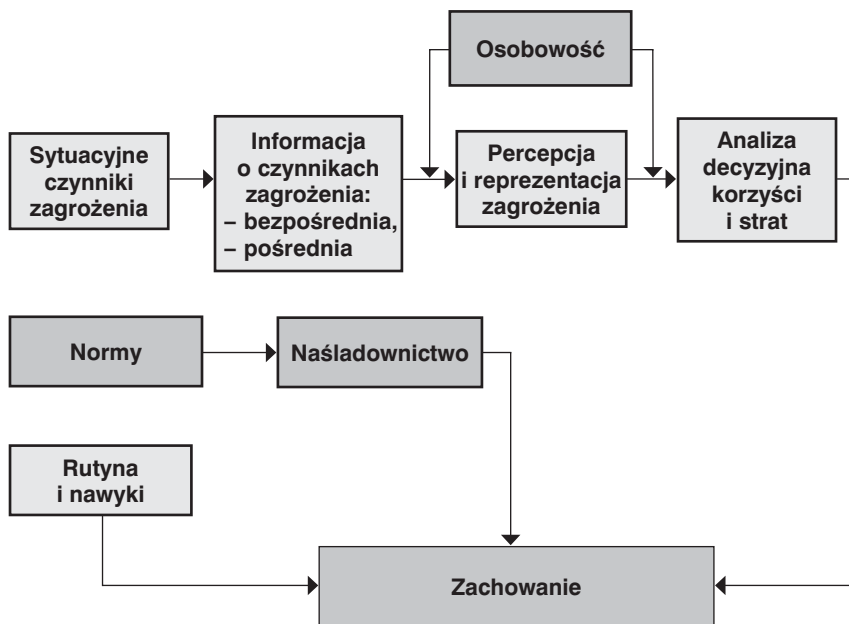 Osobowość
Sytuacyjne
czynniki
zagrożenia
Informacja
o czynnikach
zagrożenia:
– bezpośrednia,
– pośrednia
Percepcja
i reprezentacja
zagrożenia
Analiza
decyzyjna
korzyści
i strat
Normy
Naśladownictwo
Rutyna
i nawyki
Zachowanie